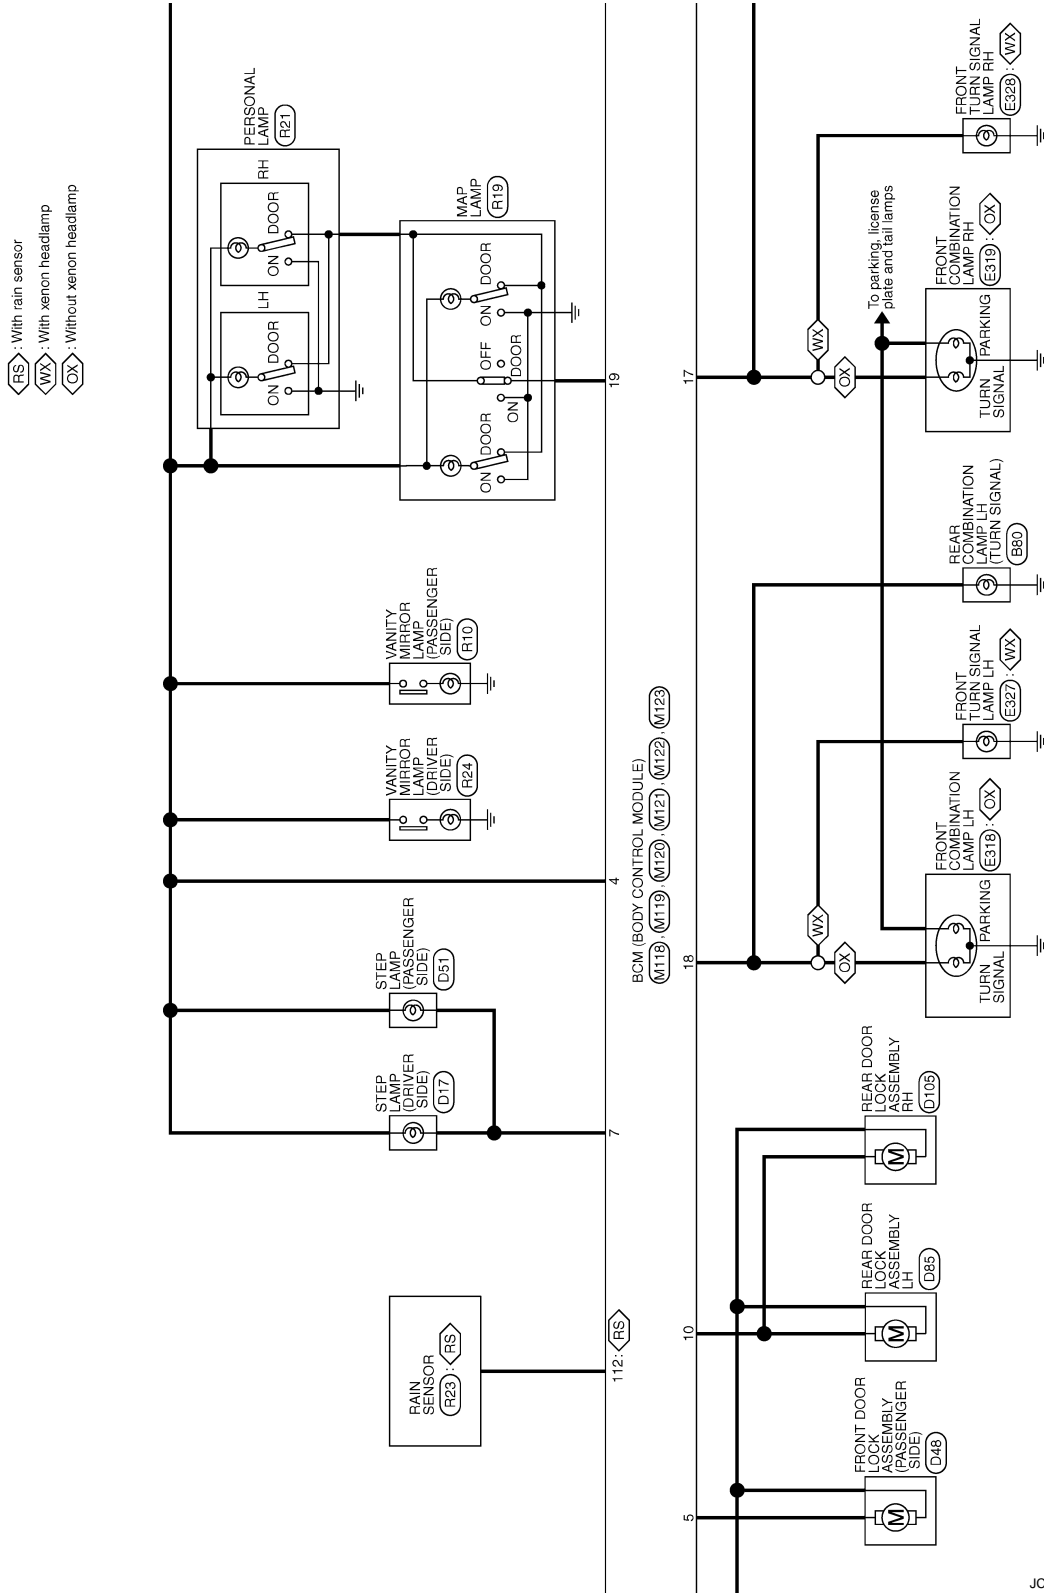 RS : With rain sensor
WX : With xenon headlamp
OX : Without xenon headlamp
RAIN
SENSOR
R23 : RS
112: RS
STEP
LAMP
(DRIVER
SIDE)
D17
7
STEP
LAMP
(PASSENGER
SIDE)
D51
4
VANITY
MIRROR
LAMP
(DRIVER
SIDE)
R24
VANITY
MIRROR
LAMP
(PASSENGER
SIDE)
R10
PERSONAL
LAMP
R21
LH
ON
DOOR
RH
ON
DOOR
MAP
LAMP
R19
ON
DOOR
ON
DOOR
OFF
ON
DOOR
19
BCM (BODY CONTROL MODULE)
M118 , M119 , M120 , M121 , M122 , M123
5
10
18
17
FRONT DOOR
LOCK
ASSEMBLY
(PASSENGER
SIDE)
D48
M
REAR DOOR
LOCK
ASSEMBLY
LH
D85
M
REAR DOOR
LOCK
ASSEMBLY
RH
D105
M
WX
OX
FRONT
COMBINATION
LAMP LH
E318 : OX
TURN
SIGNAL
PARKING
FRONT
TURN SIGNAL
LAMP LH
E327 : WX
REAR
COMBINATION
LAMP LH
(TURN SIGNAL)
B80
WX
OX
To parking, license
plate and tail lamps
FRONT
COMBINATION
LAMP RH
E319 : OX
TURN
SIGNAL
PARKING
FRONT
TURN SIGNAL
LAMP RH
E328 : WX
JC